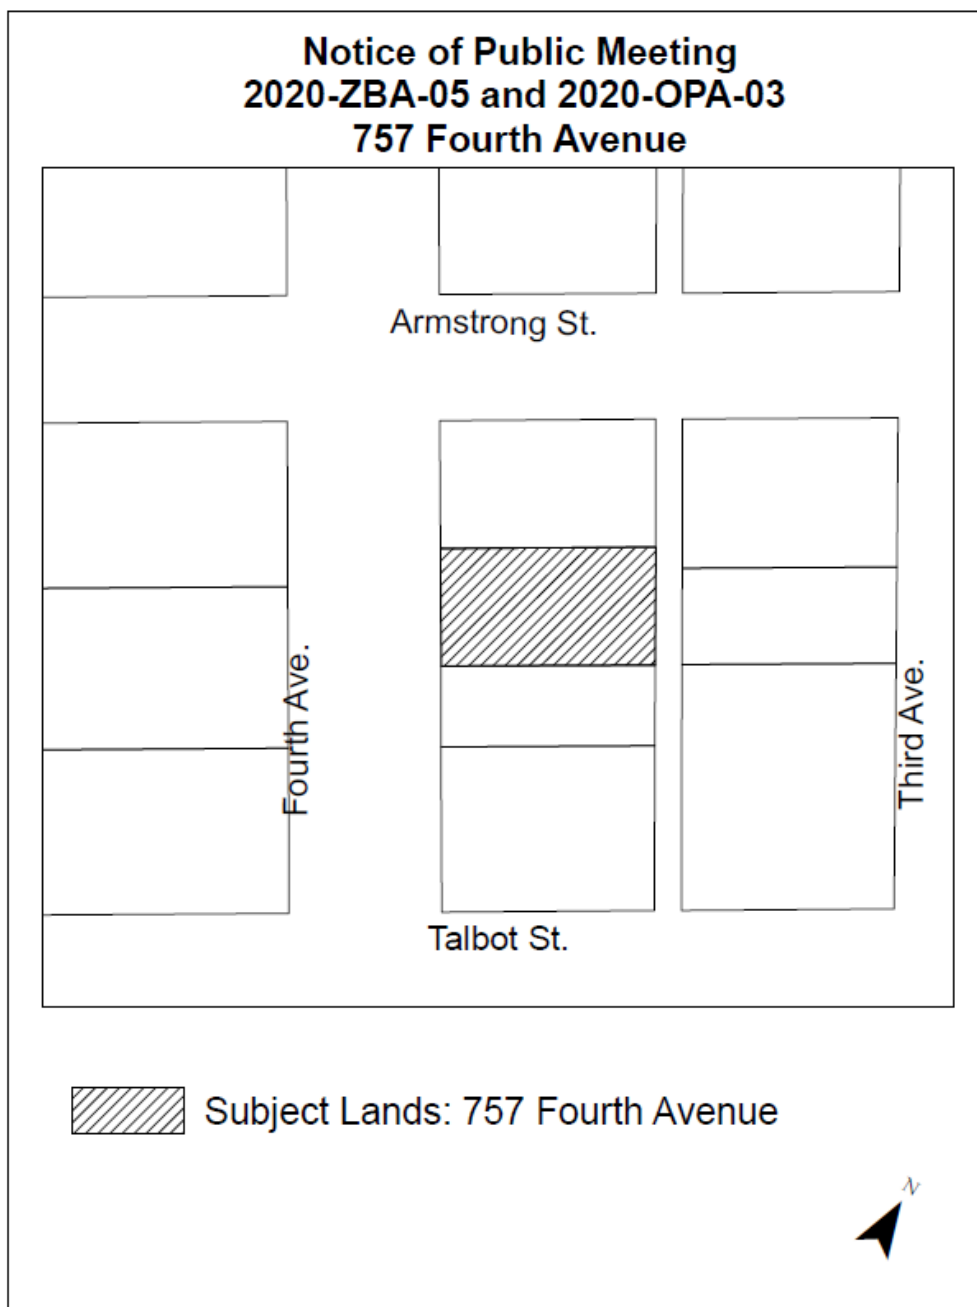 Notice of Public Meeting
2020-ZBA-05 and 2020-OPA-03
757 Fourth Avenue
Armstrong St.
Fourth Ave.
Third Ave.
Talbot St.
Subject Lands: 757 Fourth Avenue
N